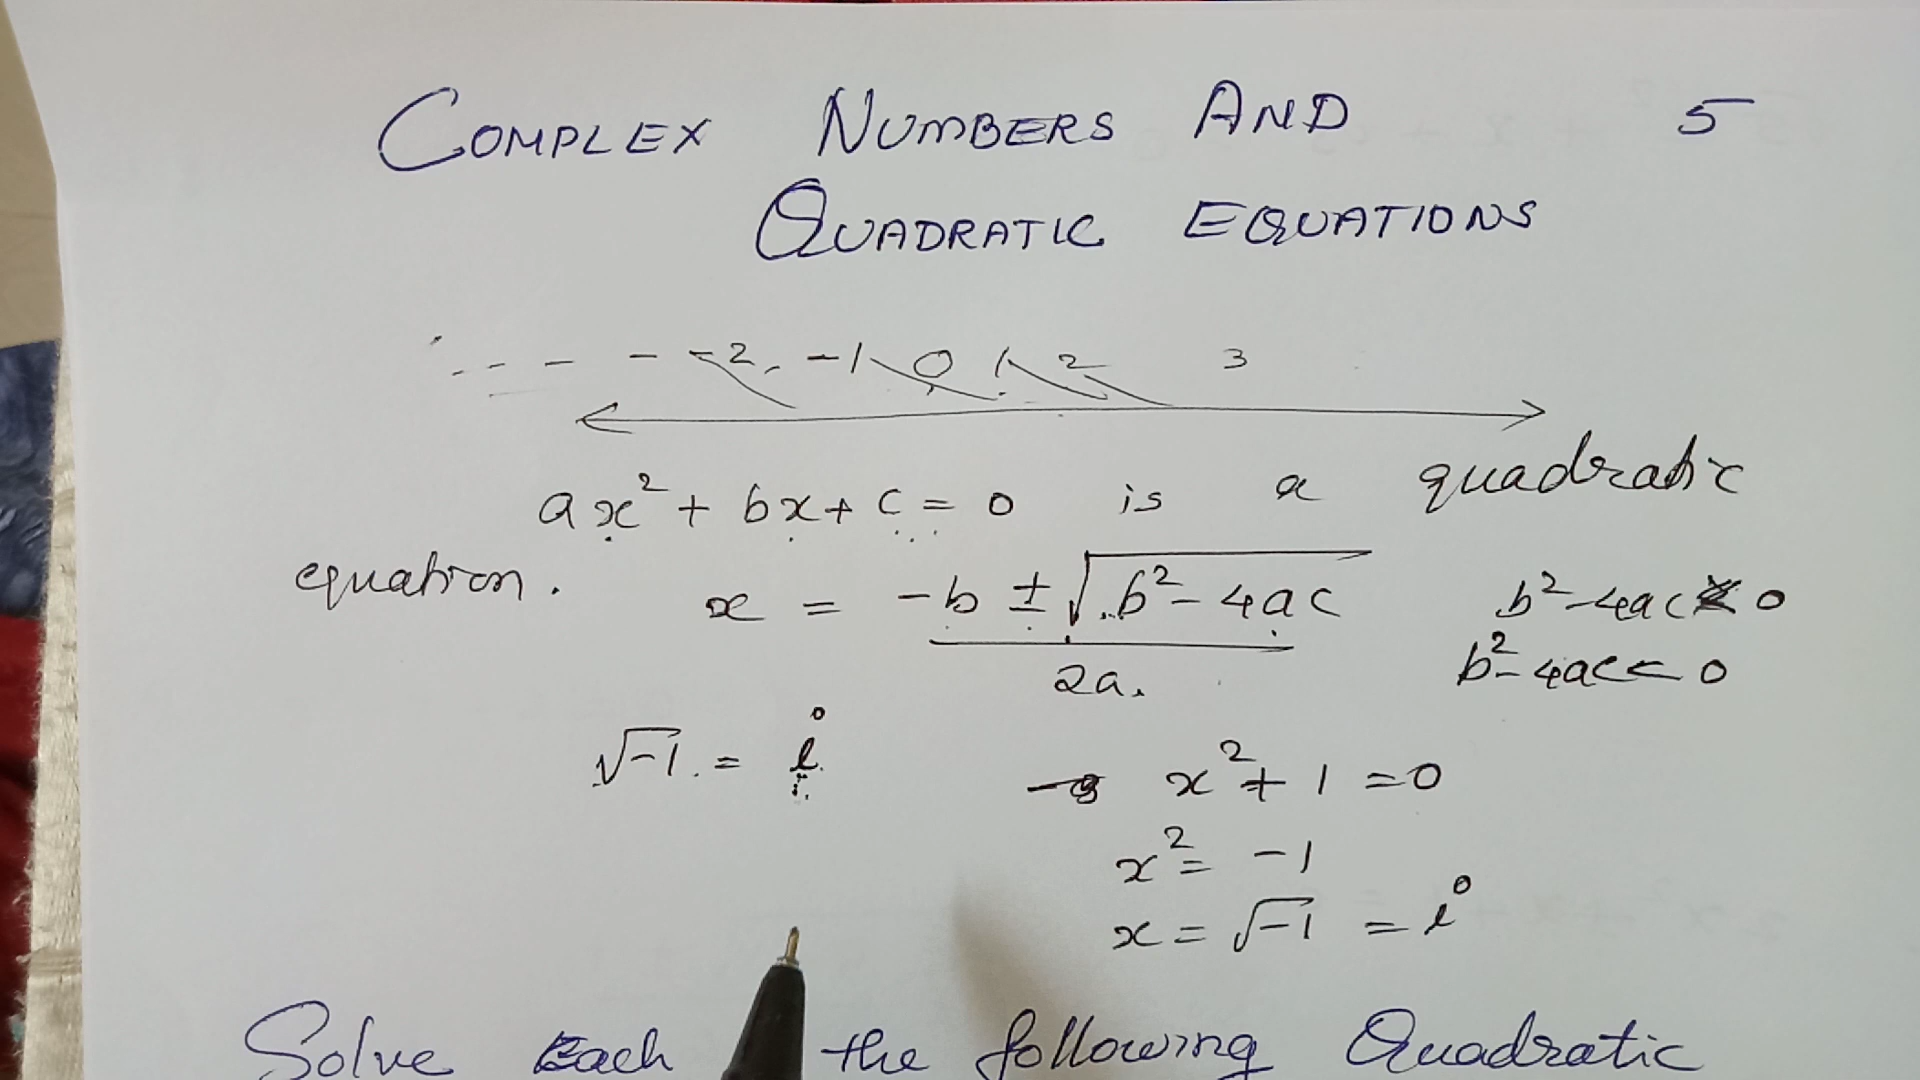 COMPLEX NUMBERS AND 5
QUADRATIC EQUATIONS
- - - - -2, -1 0 1 2 3
ax² + bx + c = 0 is a quadratic
equation. x = -b ± √b² - 4ac b² - 4ac 0
2a. b² - 4ac < 0
√-1 = i x² + 1 = 0
x² = -1
x = √-1 = i
Solve Each the following Quadratic